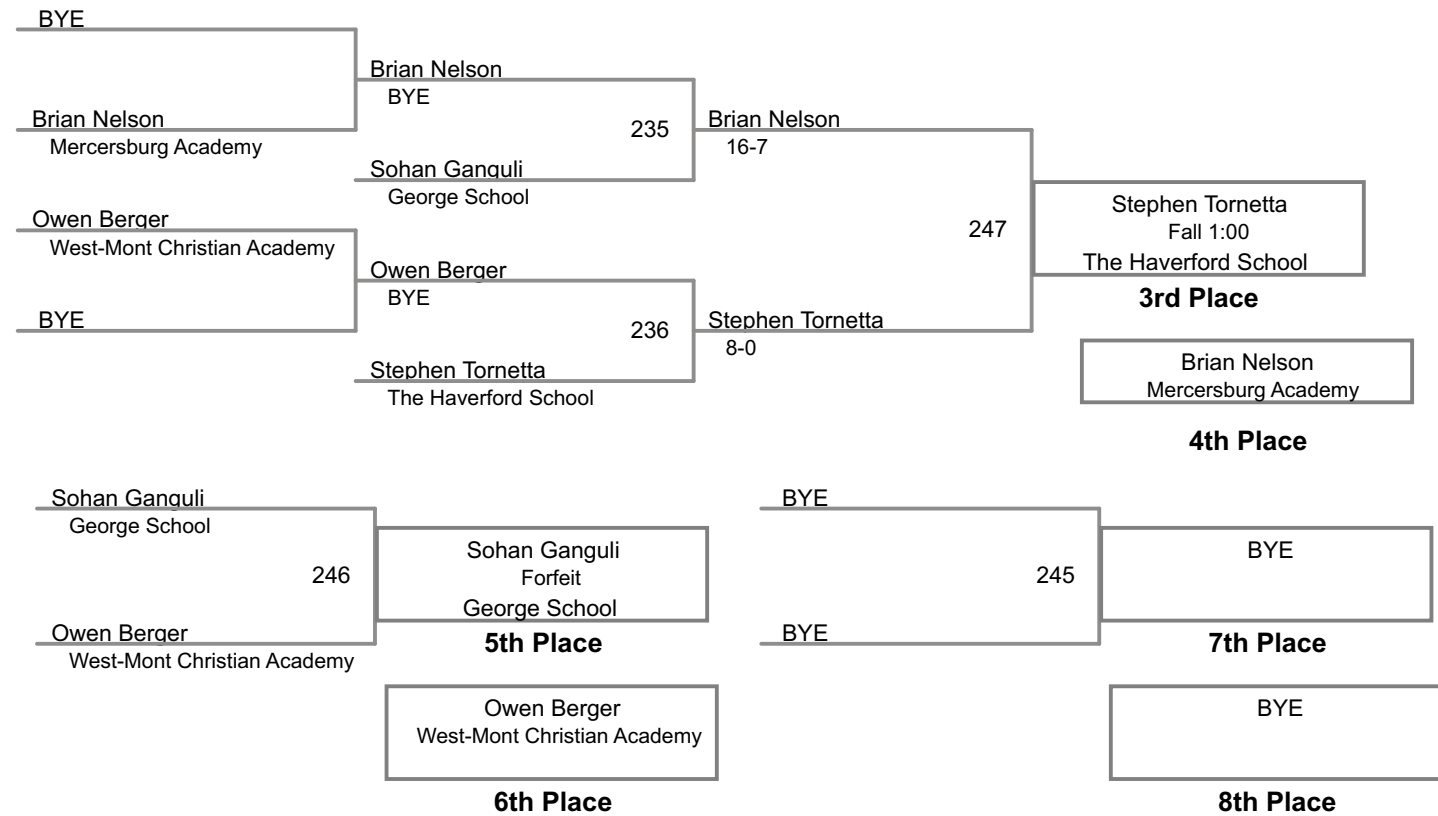 BYE
Brian Nelson
BYE
Brian Nelson
Mercersburg Academy
235
Brian Nelson
16-7
Sohan Ganguli
George School
Owen Berger
West-Mont Christian Academy
247
Stephen Tornetta
Fall 1:00
The Haverford School
3rd Place
Owen Berger
BYE
BYE
236
Stephen Tornetta
8-0
Stephen Tornetta
The Haverford School
Brian Nelson
Mercersburg Academy
4th Place
Sohan Ganguli
George School
246
Sohan Ganguli
Forfeit
George School
5th Place
Owen Berger
West-Mont Christian Academy
Owen Berger
West-Mont Christian Academy
6th Place
BYE
245
BYE
7th Place
BYE
BYE
8th Place